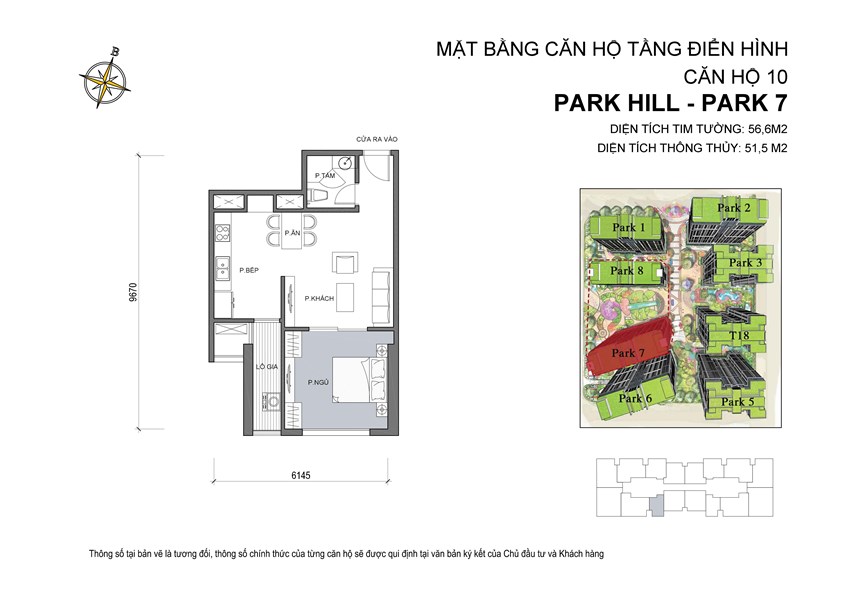 MẶT BẰNG CĂN HỘ TẦNG ĐIỂN HÌNH
CĂN HỘ 10
PARK HILL - PARK 7
DIỆN TÍCH TIM TƯỜNG: 56,6M2
DIỆN TÍCH THÔNG THỦY: 51,5 M2
CỬA RA VÀO
P.TẮM
P.ĂN
P.BẾP
P.KHÁCH
LÔ GIA
P.NGỦ
9670
6145
Park 1
Park 2
Park 3
Park 8
T18
Park 7
Park 6
Park 5
Thông số tại bản vẽ là tương đối, thông số chính thức của từng căn hộ sẽ được qui định tại văn bản ký kết của Chủ đầu tư và Khách hàng